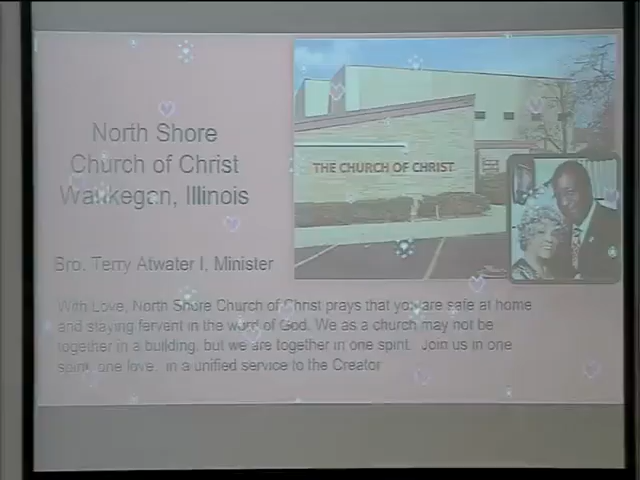 North Shore
Church of Christ
Waukegan, Illinois
THE CHURCH OF CHRIST
Bro. Terry Atwater I, Minister
With Love, North Shore Church of Christ prays that you are safe at home
and staying fervent in the word of God. We as a church may not be
together in a building, but we are together in one spirit. Join us in one
spirit, one love, in a unified service to the Creator